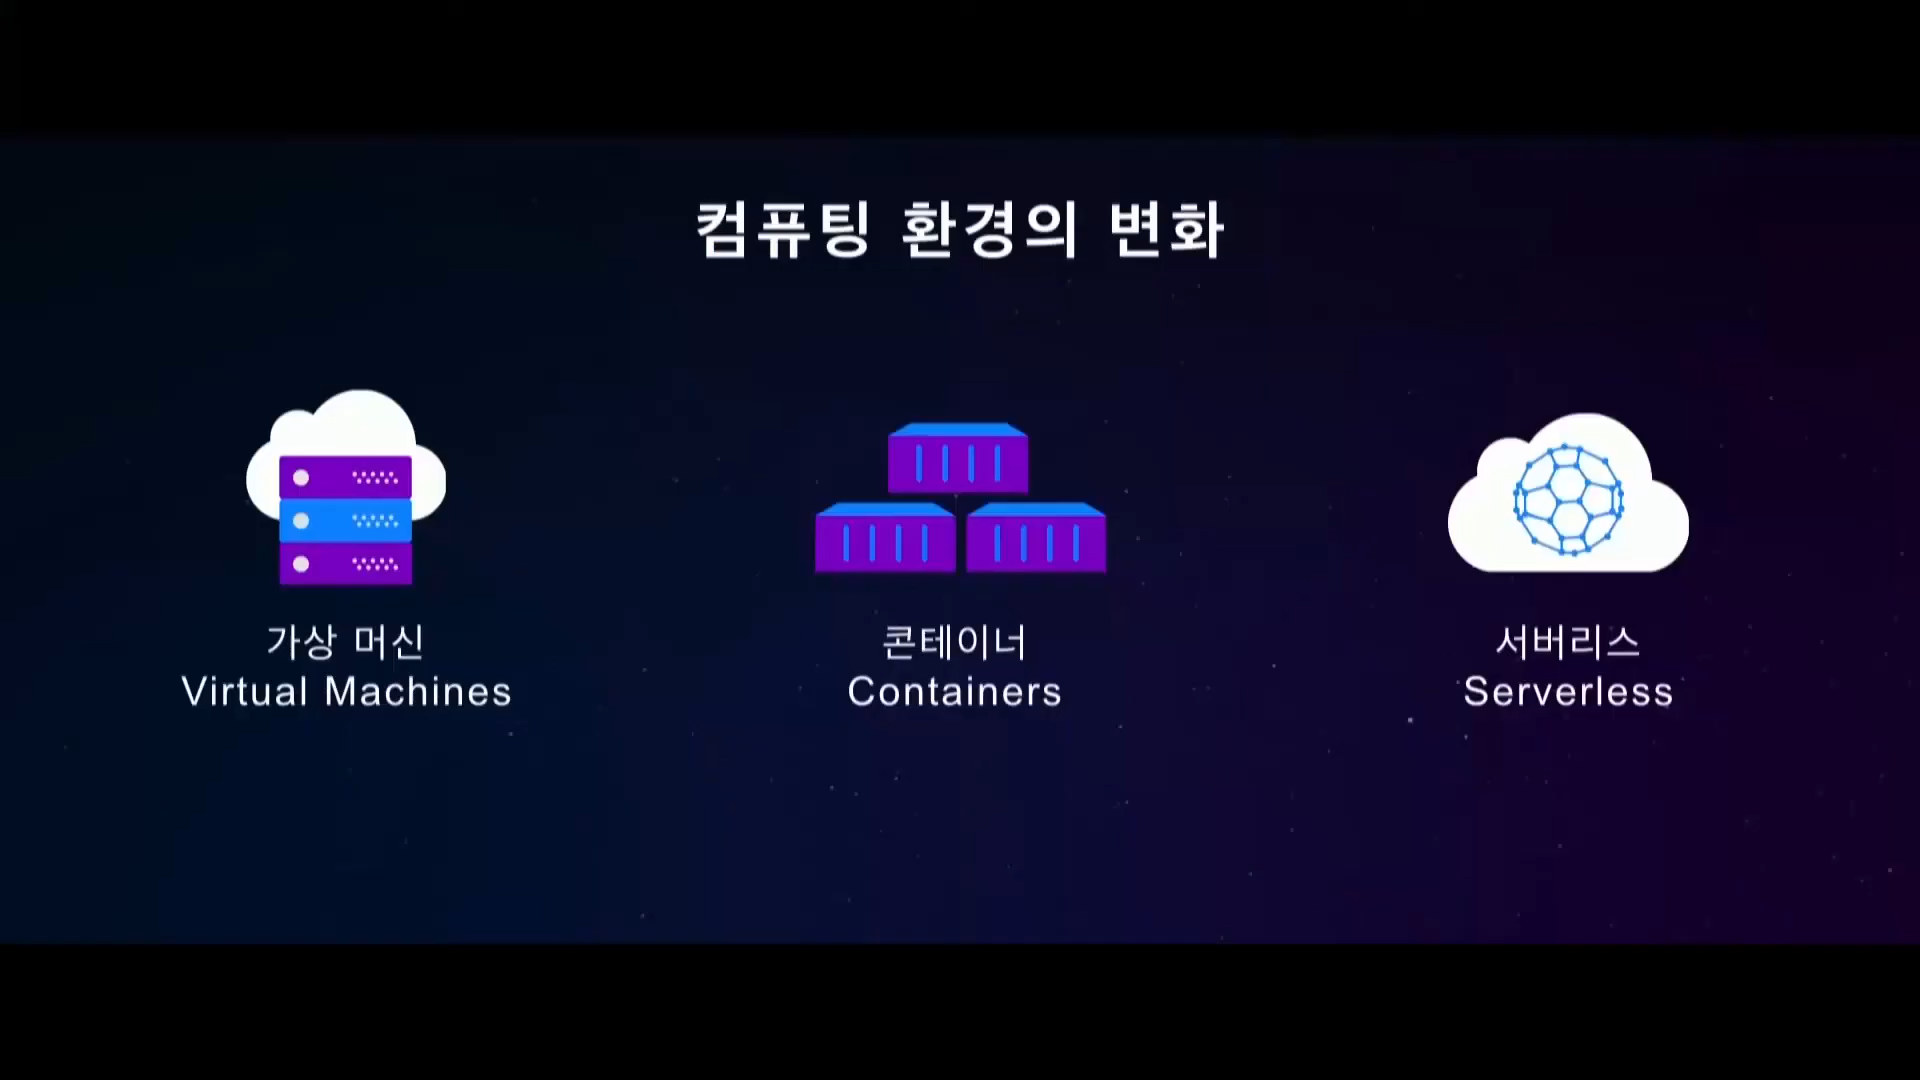 컴퓨팅 환경의 변화
가상 머신
Virtual Machines
콘테이너
Containers
서버리스
Serverless